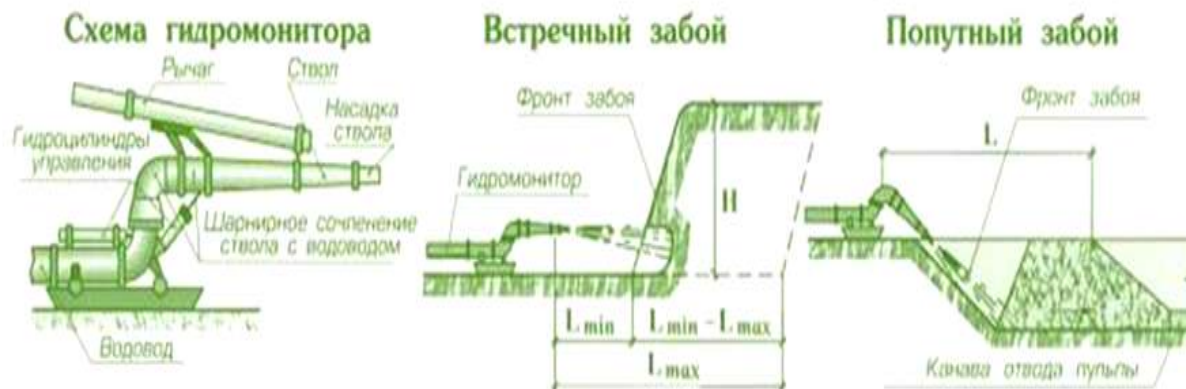 Схема гидромонитора
Рычаг
Ствол
Насадка
ствола
Гидроцилиндры
управления
Шарнирное сочленение
ствола с водоводом
Водовод
Встречный забой
Фронт забоя
Гидромонитор
H
L min
L min - L max
L max
Попутный забой
Фронт забоя
L
Канава отвода пульпы